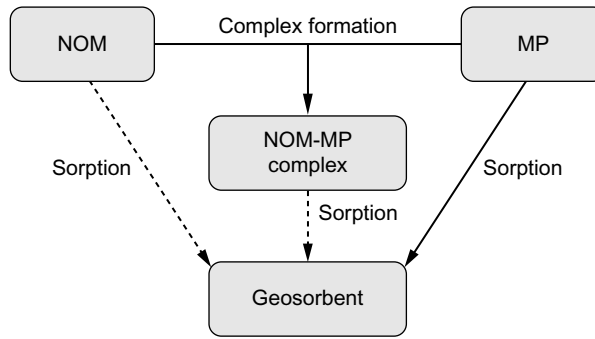 Complex formation
NOM
MP
NOM-MP
complex
Sorption
Sorption
Sorption
Geosorbent